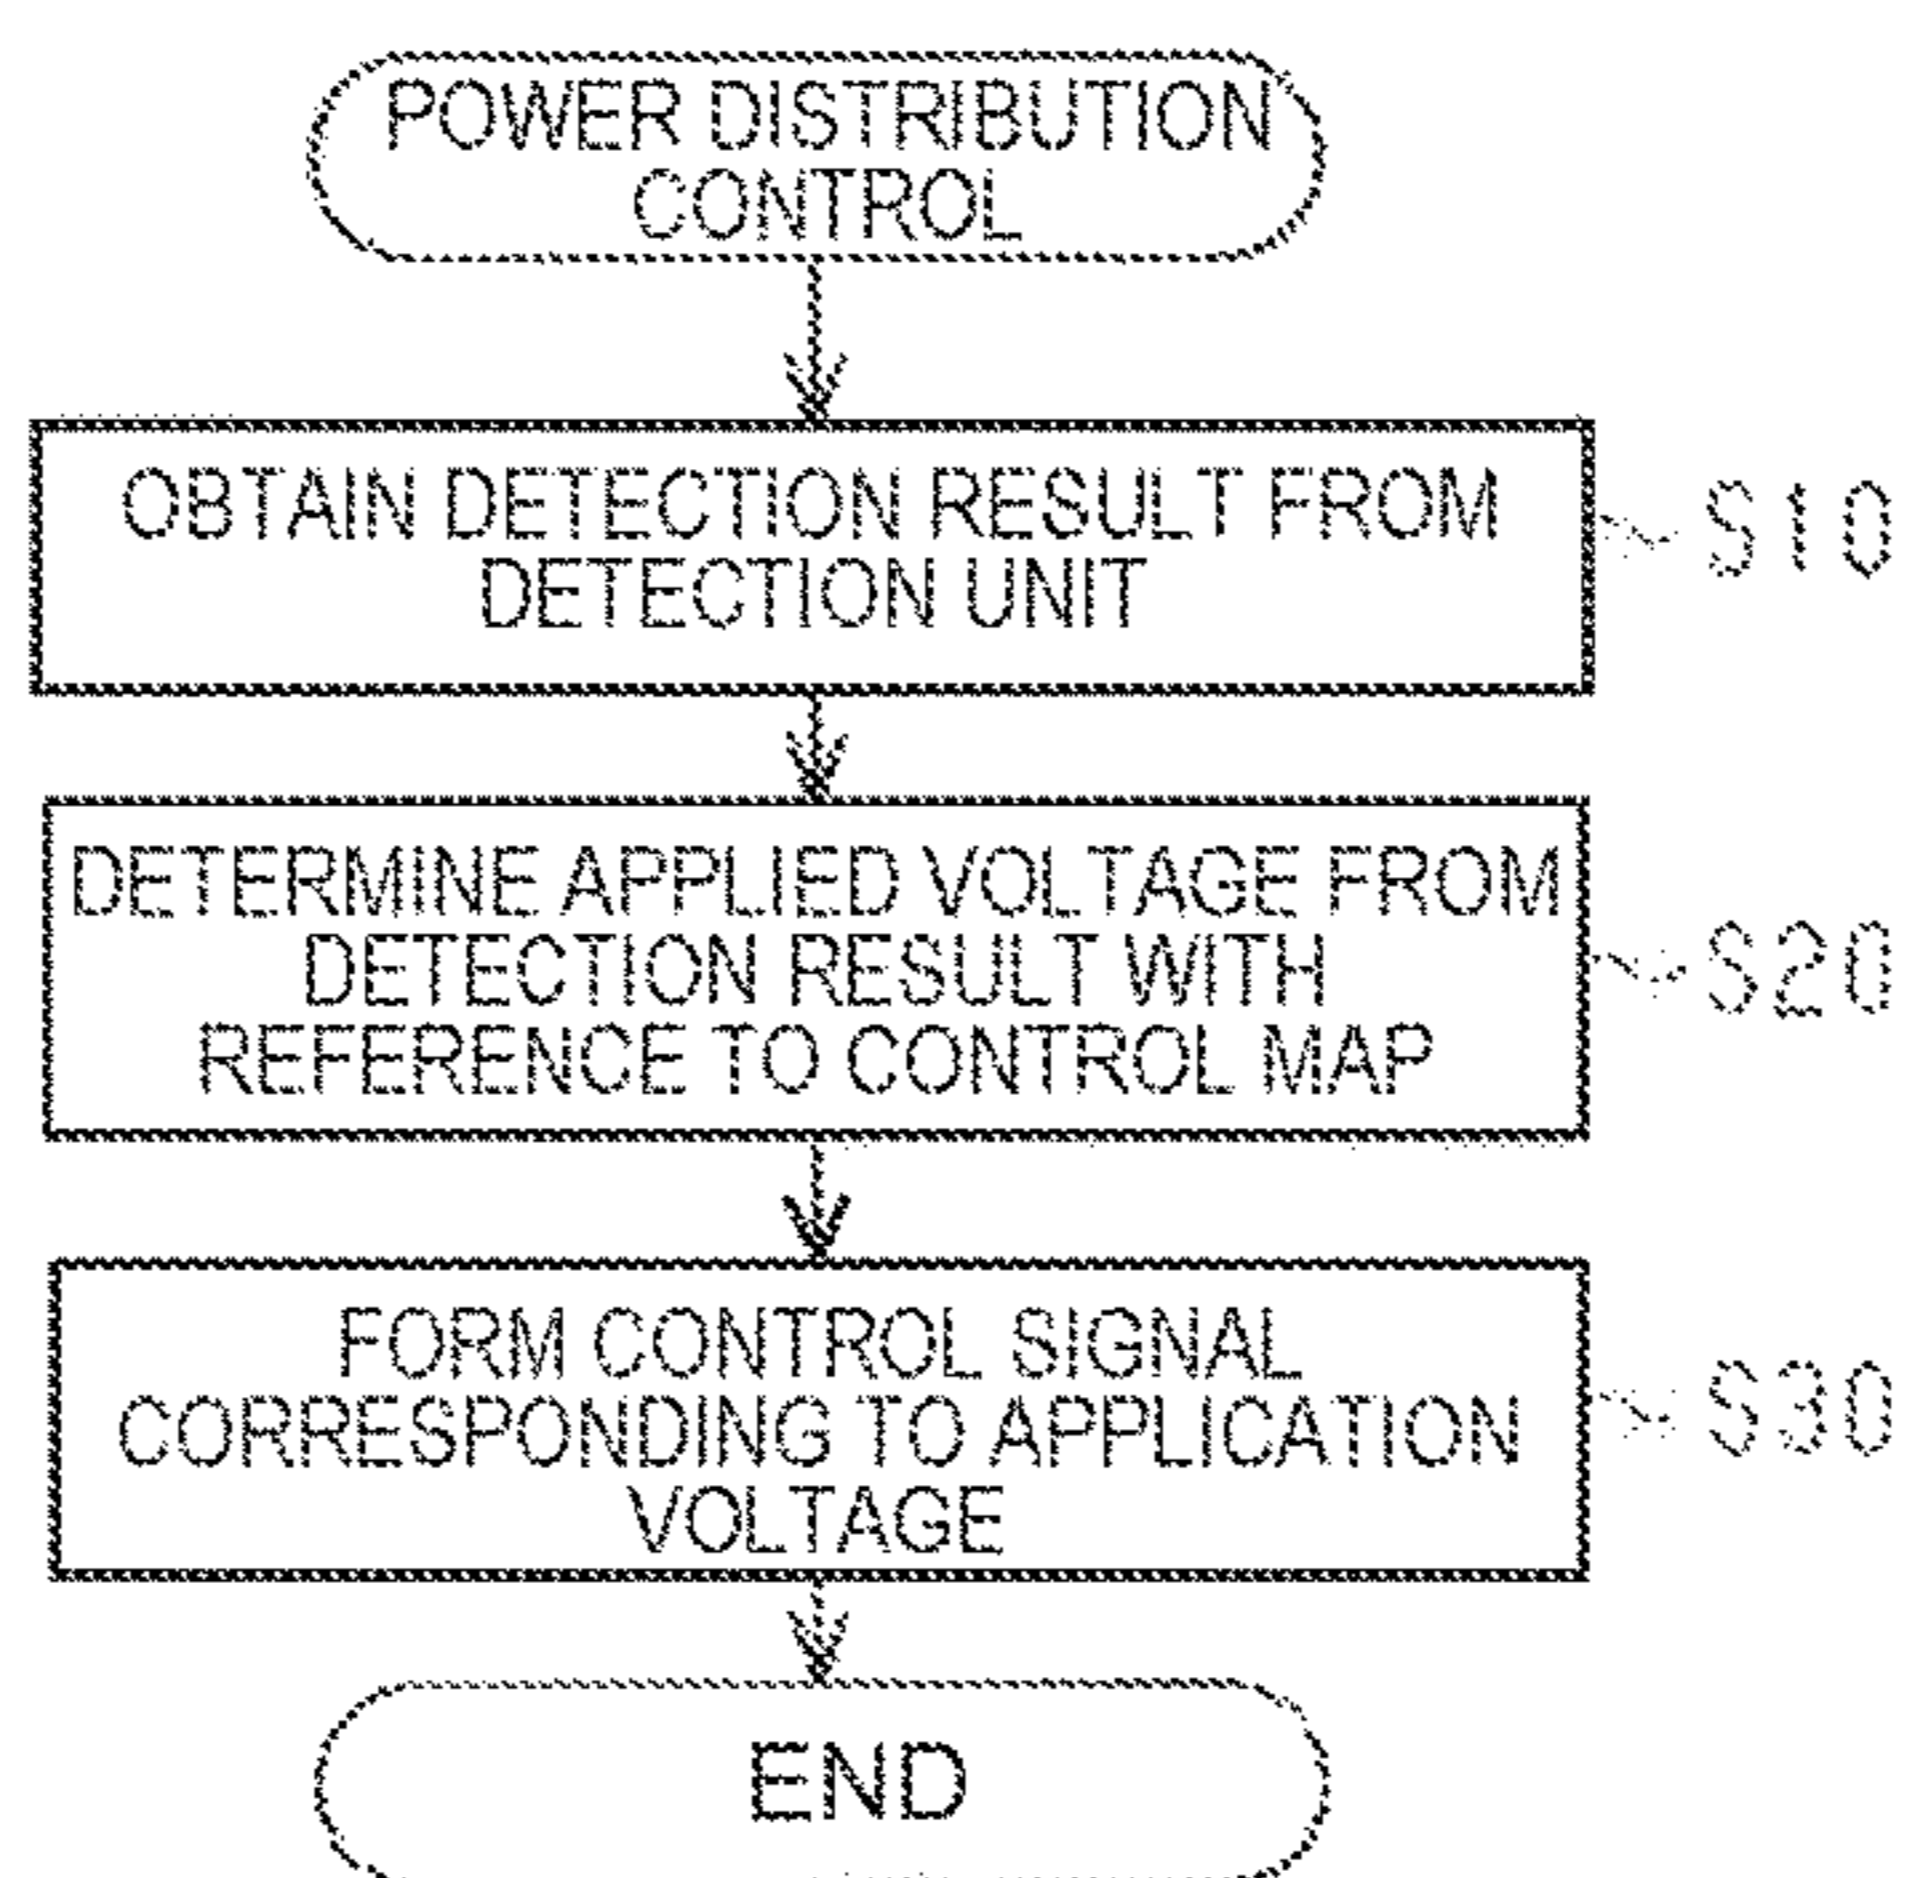 POWER DISTRIBUTION
CONTROL
OBTAIN DETECTION RESULT FROM
DETECTION UNIT
S10
DETERMINE APPLIED VOLTAGE FROM
DETECTION RESULT WITH
REFERENCE TO CONTROL MAP
S20
FORM CONTROL SIGNAL
CORRESPONDING TO APPLICATION
VOLTAGE
S30
END